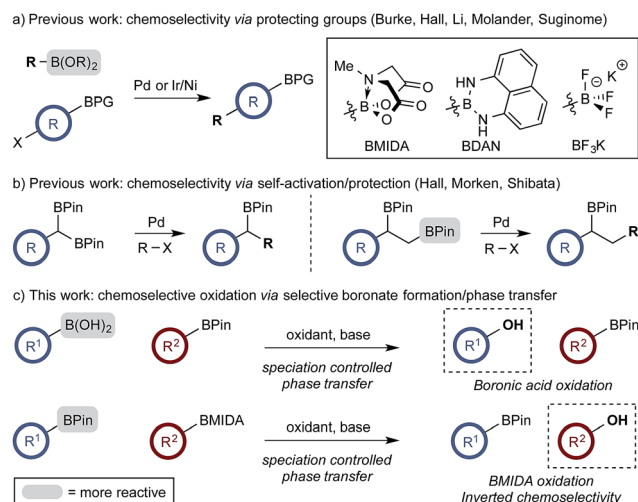 a) Previous work: chemoselectivity via protecting groups (Burke, Hall, Li, Molander, Suginome)
R B(OR)2
X R BPG
Pd or Ir/Ni
R R BPG
Me N O B O O O
BMIDA
HN B N H
BDAN
F ⊖ K ⊕ B F F
BF3K
b) Previous work: chemoselectivity via self-activation/protection (Hall, Morken, Shibata)
R BPin BPin
Pd
R–X
R BPin R
R BPin BPin
Pd
R–X
R BPin R
c) This work: chemoselective oxidation via selective boronate formation/phase transfer
R1 B(OH)2
R2 BPin
oxidant, base
speciation controlled
phase transfer
R1 OH
R2 BPin
Boronic acid oxidation
R1 BPin
R2 BMIDA
oxidant, base
speciation controlled
phase transfer
R1 BPin
R2 OH
BMIDA oxidation
Inverted chemoselectivity
= more reactive